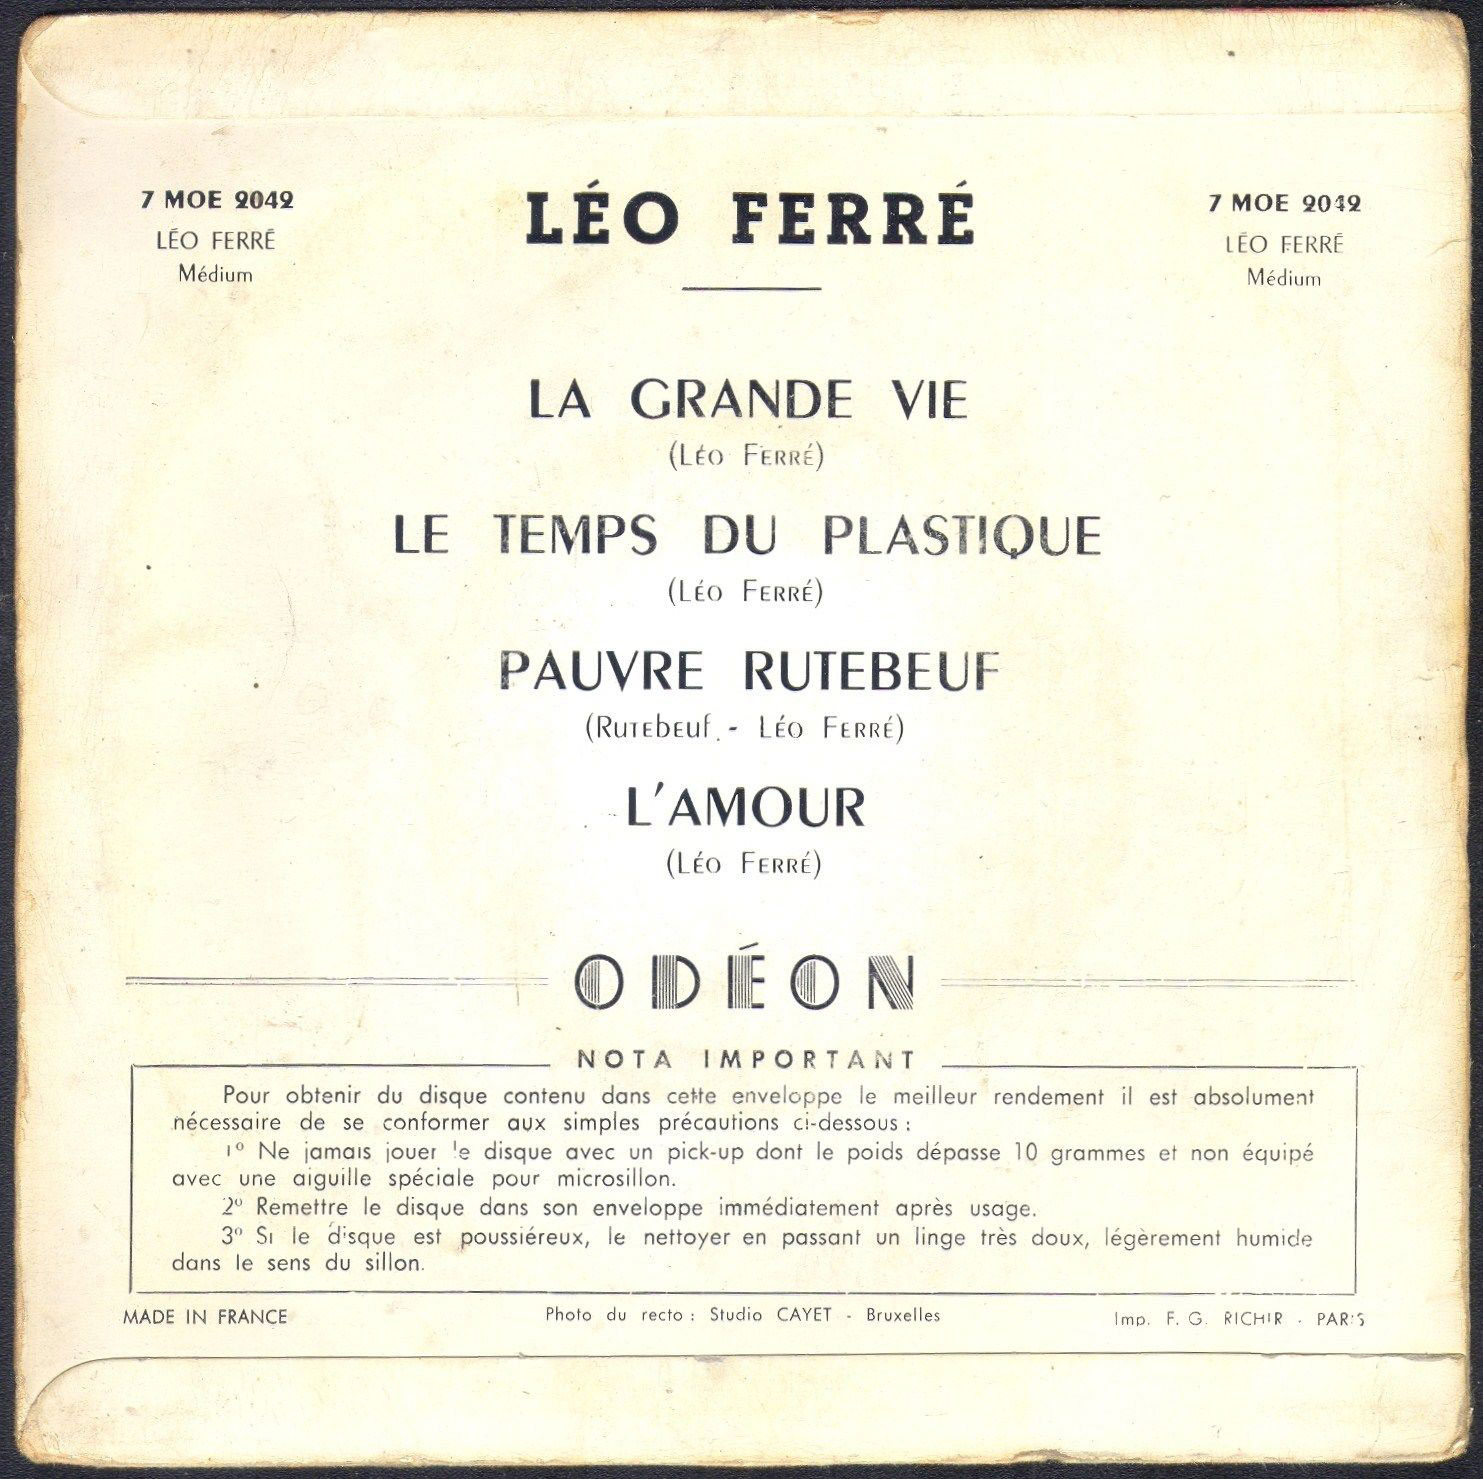 7 MOE 2042
LÉO FERRÉ
Médium
LÉO FERRÉ
7 MOE 2042
LÉO FERRÉ
Médium
LA GRANDE VIE
(Léo Ferré)
LE TEMPS DU PLASTIQUE
(Léo Ferré)
PAUVRE RUTEBEUF
(Rutebeuf - Léo Ferré)
L'AMOUR
(Léo Ferré)
ODÉON
NOTA IMPORTANT
Pour obtenir du disque contenu dans cette enveloppe le meilleur rendement il est absolument
nécessaire de se conformer aux simples précautions ci-dessous :
1º Ne jamais jouer le disque avec un pick-up dont le poids dépasse 10 grammes et non équipé
avec une aiguille spéciale pour microsillon.
2º Remettre le disque dans son enveloppe immédiatement après usage.
3º Si le disque est poussiéreux, le nettoyer en passant un linge très doux, légèrement humide
dans le sens du sillon.
MADE IN FRANCE
Photo du recto : Studio CAYET - Bruxelles
Imp. F. G. RICHIR - PARIS